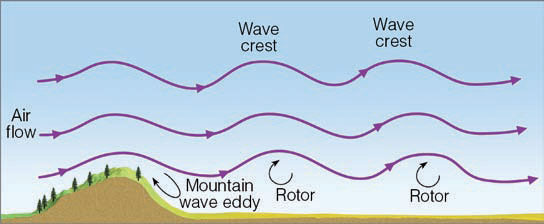 Wave
crest
Wave
crest
Air
flow
Mountain
wave eddy
Rotor
Rotor